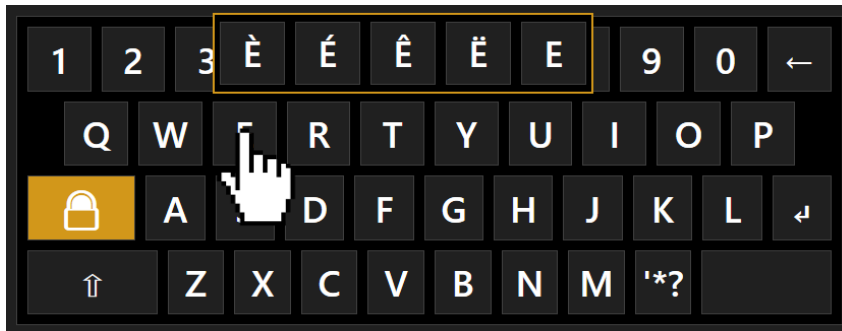 È É Ê Ë E
1 2 3 9 0 ←
Q W E R T Y U I O P
A D F G H J K L ↲
⇧ Z X C V B N M '*?